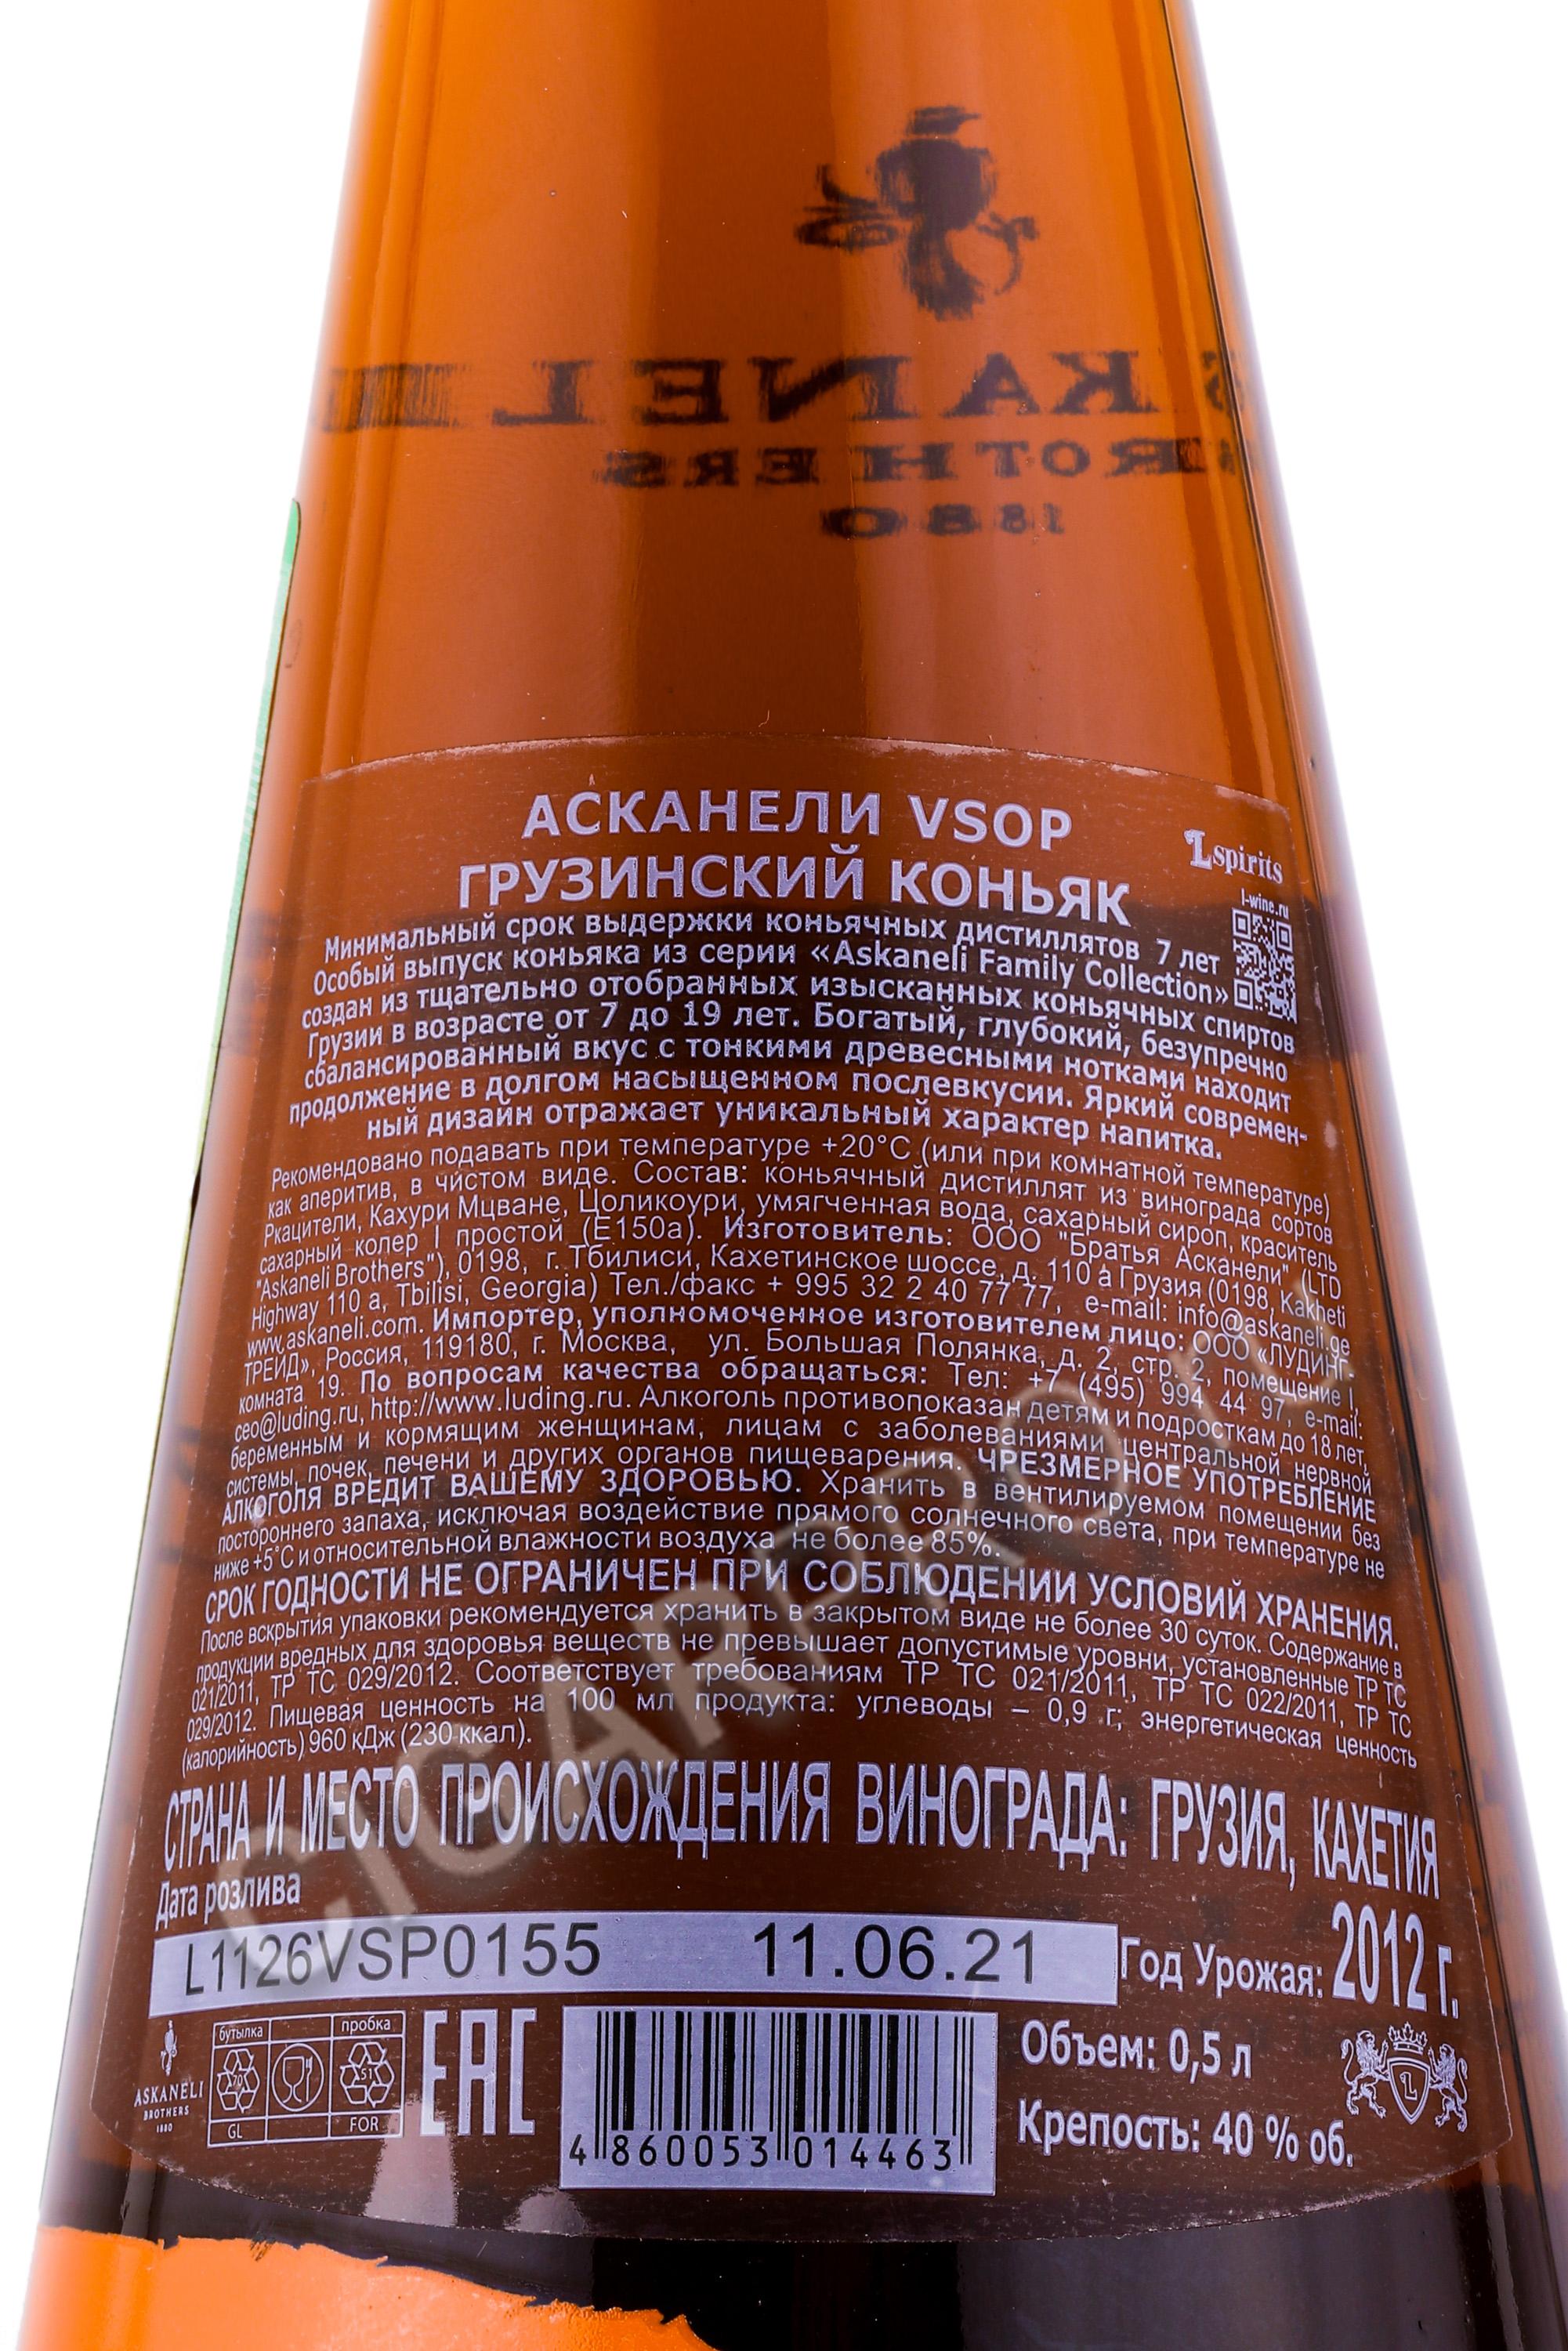 ASKANELI
BROTHERS
1880
АСКАНЕЛИ VSOP
ГРУЗИНСКИЙ КОНЬЯК
L spirits
l-wine.ru
Минимальный срок выдержки коньячных дистиллятов 7 лет
Особый выпуск коньяка из серии «Askaneli Family Collection»
создан из тщательно отобранных изысканных коньячных спиртов
Грузии в возрасте от 7 до 19 лет. Богатый, глубокий, безупречно
сбалансированный вкус с тонкими древесными нотками находит
продолжение в долгом насыщенном послевкусии. Яркий современ-
ный дизайн отражает уникальный характер напитка.
Рекомендовано подавать при температуре +20°C (или при комнатной температуре)
как аперитив, в чистом виде. Состав: коньячный дистиллят из винограда сортов
Ркацители, Кахури Мцване, Цоликоури, умягченная вода, сахарный сироп, краситель
сахарный колер I простой (Е150а). Изготовитель: ООО "Братья Асканели" (LTD
"Askaneli Brothers"), 0198, г. Тбилиси, Кахетинское шоссе, д. 110 а Грузия (0198, Kakheti
Highway 110 a, Tbilisi, Georgia) Тел./факс + 995 32 2 40 77 77, e-mail: info@askaneli.ge
www.askaneli.com. Импортер, уполномоченное изготовителем лицо: ООО «ЛУДИНГ-
ТРЕЙД», Россия, 119180, г. Москва, ул. Большая Полянка, д. 2, стр. 2, помещение I,
комната 19. По вопросам качества обращаться: Тел: +7 (495) 994 44 97, e-mail:
ceo@luding.ru, http://www.luding.ru. Алкоголь противопоказан детям и подросткам до 18 лет,
беременным и кормящим женщинам, лицам с заболеваниями центральной нервной
системы, почек, печени и других органов пищеварения. ЧРЕЗМЕРНОЕ УПОТРЕБЛЕНИЕ
АЛКОГОЛЯ ВРЕДИТ ВАШЕМУ ЗДОРОВЬЮ. Хранить в вентилируемом помещении без
постороннего запаха, исключая воздействие прямого солнечного света, при температуре не
ниже +5°С и относительной влажности воздуха не более 85%.
СРОК ГОДНОСТИ НЕ ОГРАНИЧЕН ПРИ СОБЛЮДЕНИИ УСЛОВИЙ ХРАНЕНИЯ.
После вскрытия упаковки рекомендуется хранить в закрытом виде не более 30 суток. Содержание в
продукции вредных для здоровья веществ не превышает допустимые уровни, установленные ТР ТС
021/2011, ТР ТС 029/2012. Соответствует требованиям ТР ТС 021/2011, ТР ТС 022/2011, ТР ТС
029/2012. Пищевая ценность на 100 мл продукта: углеводы – 0,9 г; энергетическая ценность
(калорийность) 960 кДж (230 ккал).
СТРАНА И МЕСТО ПРОИСХОЖДЕНИЯ ВИНОГРАДА: ГРУЗИЯ, КАХЕТИЯ
Дата розлива
L1126VSP0155 11.06.21
Год Урожая: 2012 г.
ASKANELI
BROTHERS
1880
бутылка пробка
70 51
GL FOR
EAC
4 860053 014463
Объем: 0,5 л
Крепость: 40 % об.
L
CIGARPRO.RU